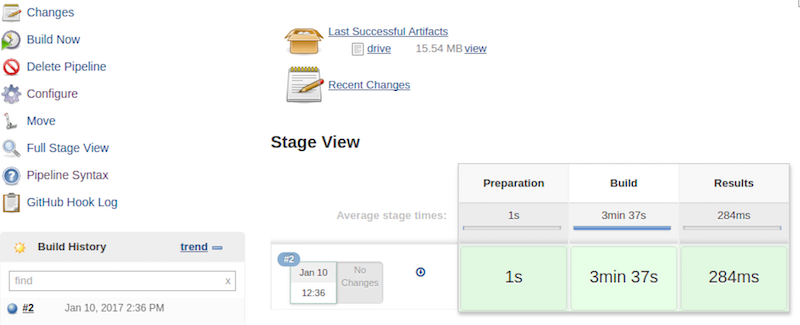 Changes
Build Now
Delete Pipeline
Configure
Move
Full Stage View
Pipeline Syntax
GitHub Hook Log
Build History trend
find x
#2 Jan 10, 2017 2:36 PM
Last Successful Artifacts
drive 15.54 MB view
Recent Changes
Stage View
Preparation Build Results
Average stage times: 1s 3min 37s 284ms
#2
Jan 10
12:36
No
Changes
1s 3min 37s 284ms